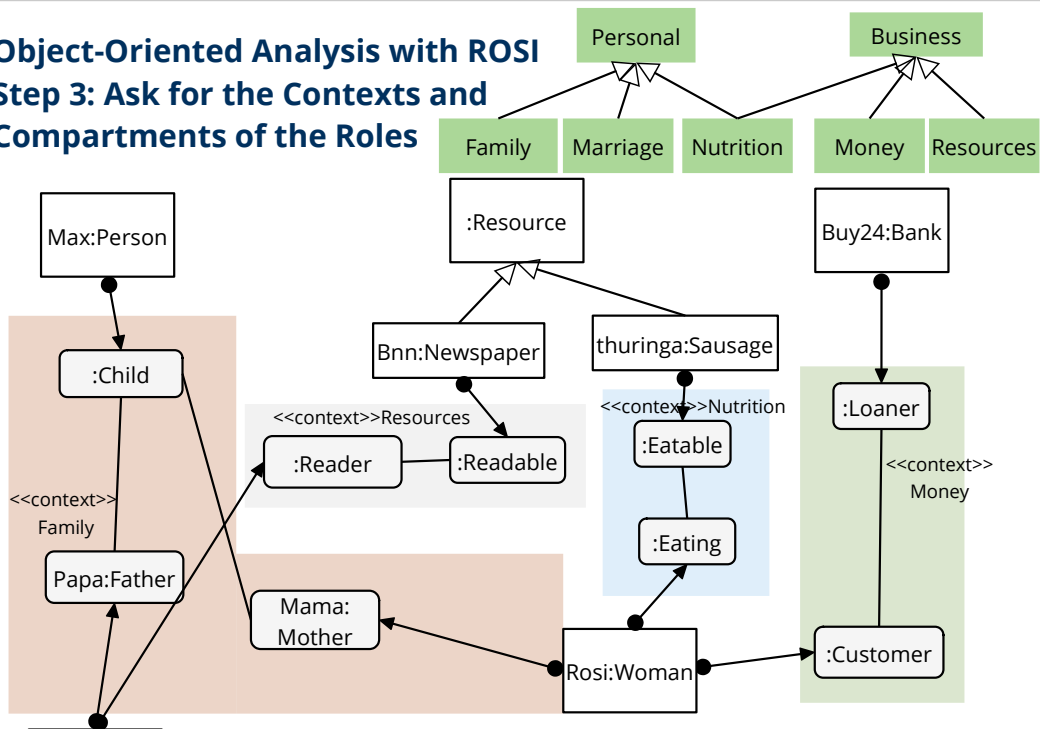 Object-Oriented Analysis with ROSI
Step 3: Ask for the Contexts and
Compartments of the Roles
Personal
Business
Family
Marriage
Nutrition
Money
Resources
Max:Person
:Resource
Buy24:Bank
Bnn:Newspaper
thuringa:Sausage
:Child
<<context>>Resources
<<context>>Nutrition
:Loaner
:Reader
:Readable
:Eatable
<<context>>
Money
<<context>>
Family
:Eating
Papa:Father
Mama:
Mother
Rosi:Woman
:Customer